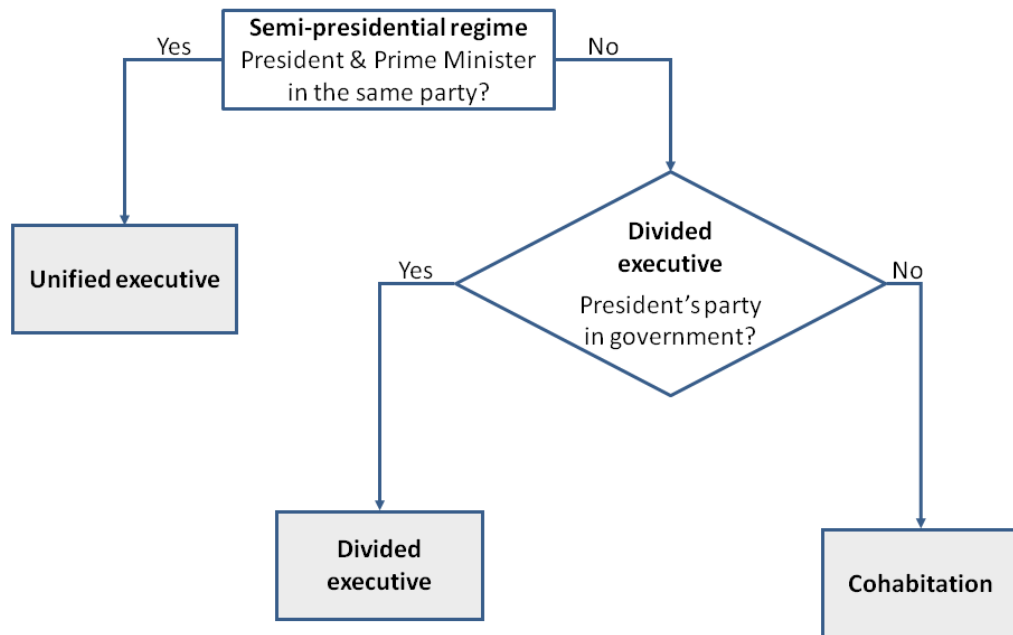 Semi-presidential regime
President & Prime Minister
in the same party?
Yes
No
Unified executive
Divided
executive
President's party
in government?
Yes
No
Divided
executive
Cohabitation